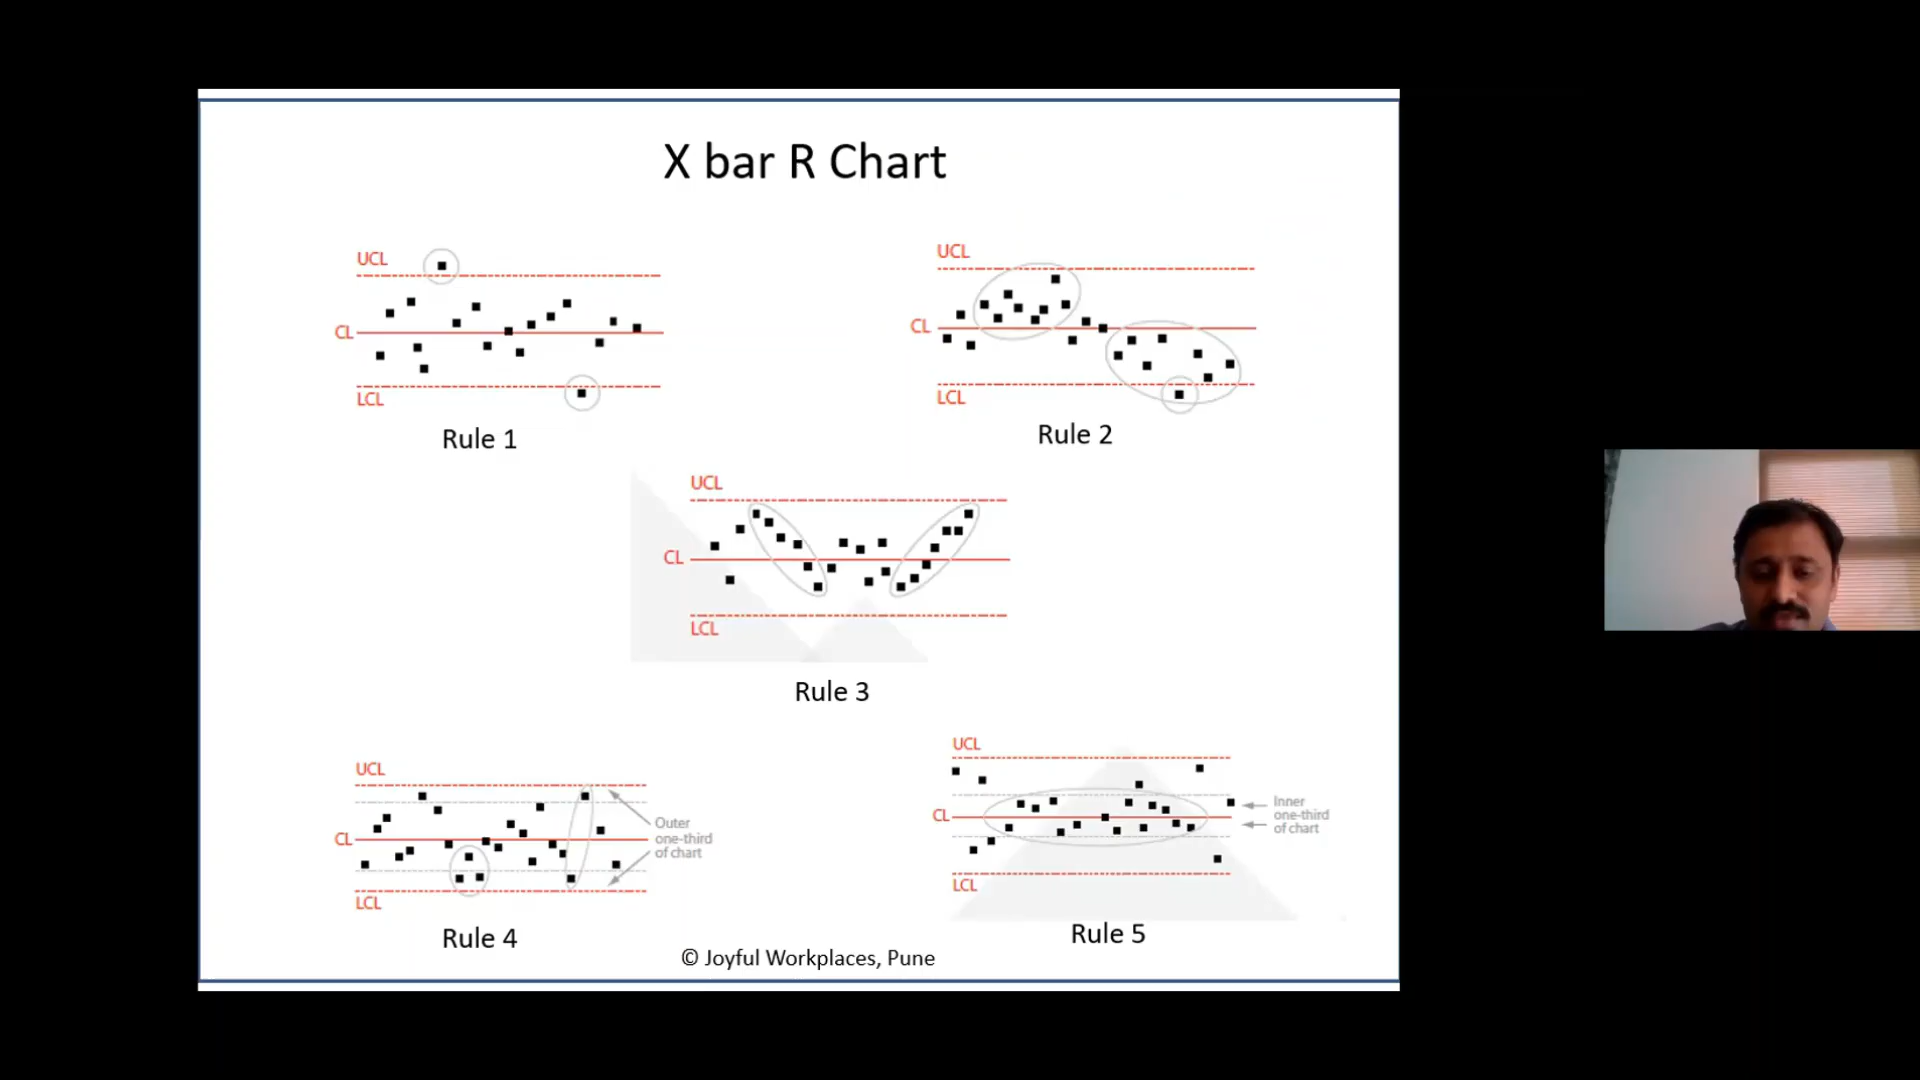 X bar R Chart
UCL
CL
LCL
Rule 1
UCL
CL
LCL
Rule 2
UCL
CL
LCL
Rule 3
UCL
CL
LCL
Outer
one-third
of chart
Rule 4
UCL
CL
LCL
Inner
one-third
of chart
Rule 5
© Joyful Workplaces, Pune